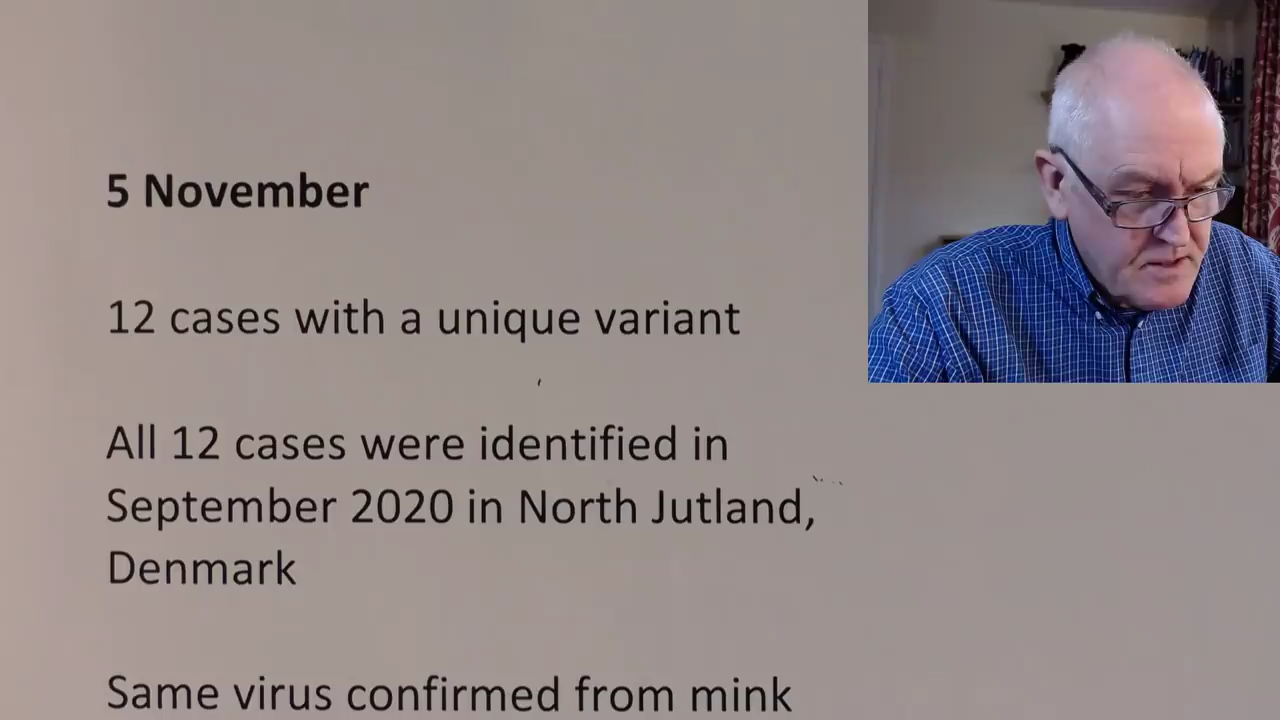 5 November
12 cases with a unique variant
All 12 cases were identified in
September 2020 in North Jutland,
Denmark
Same virus confirmed from mink